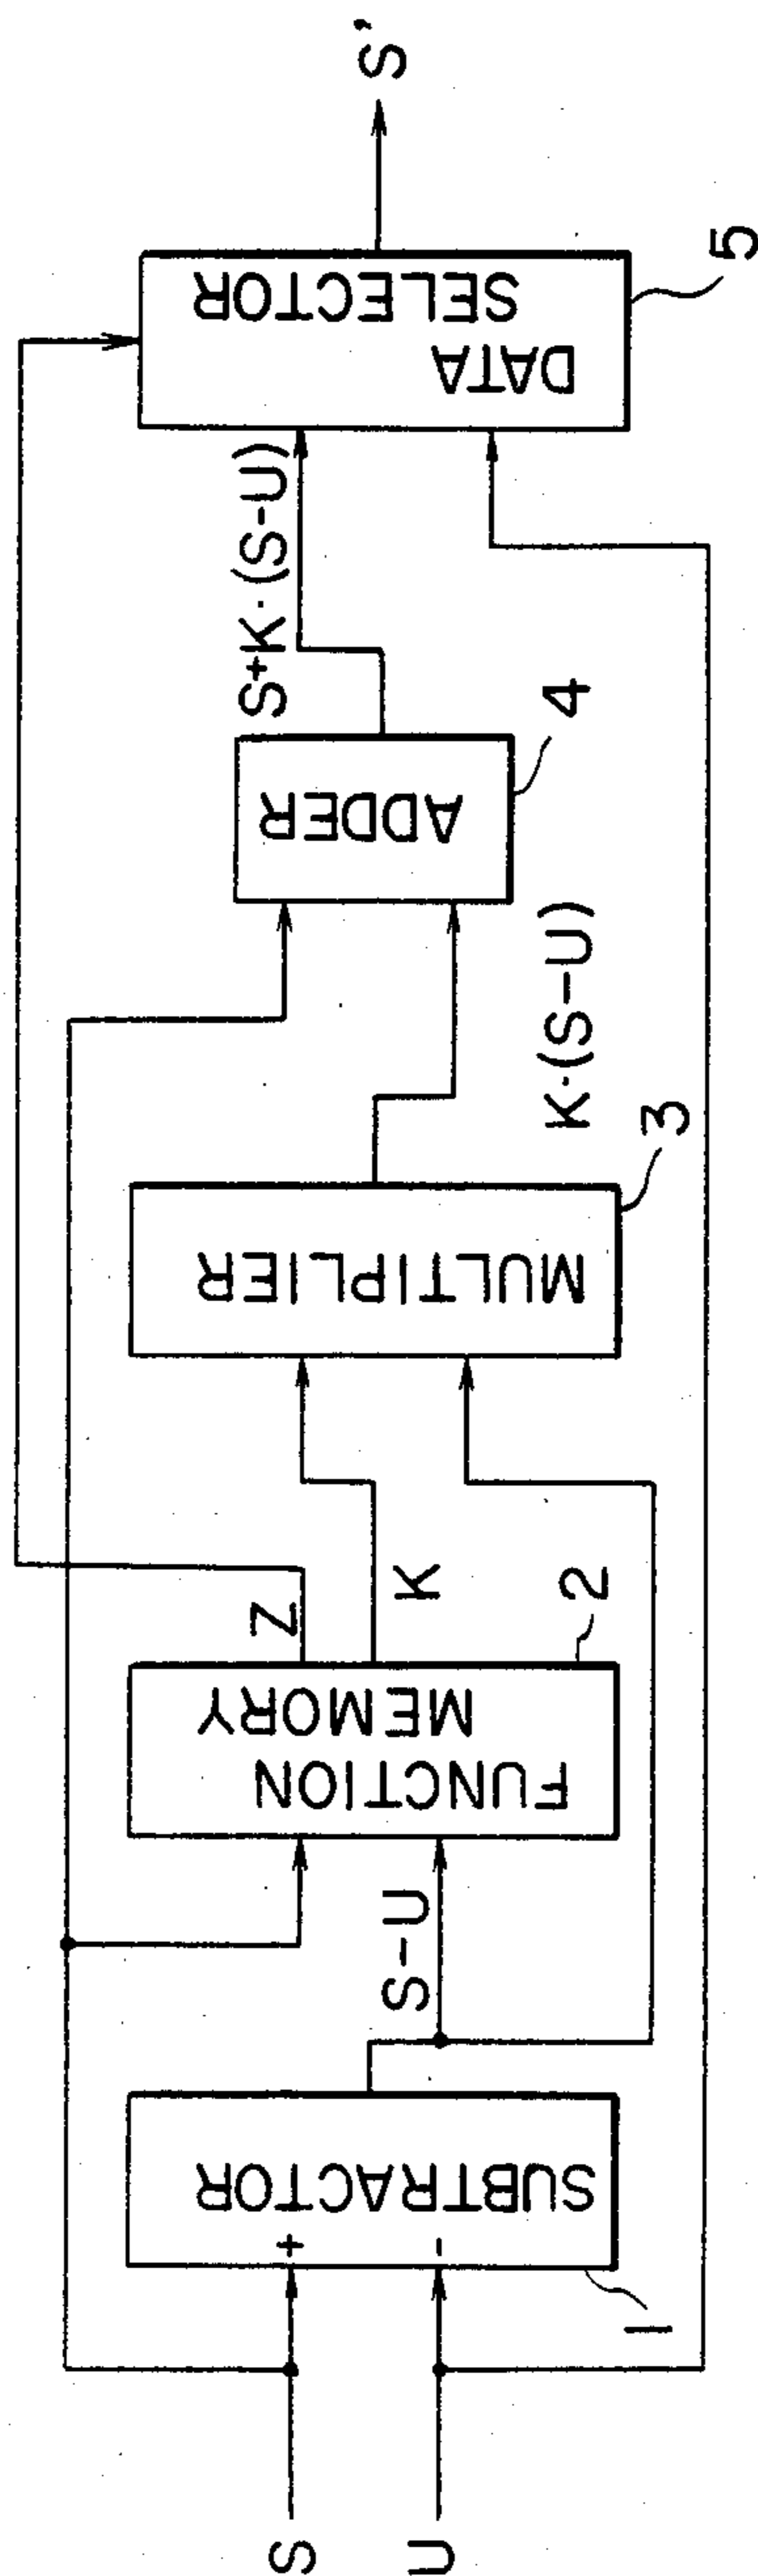 S
U
+
-
SUBTRACTOR
1
S-U
FUNCTION
MEMORY
2
Z
K
MULTIPLIER
3
K·(S-U)
ADDER
4
S+K·(S-U)
DATA
SELECTOR
5
S'